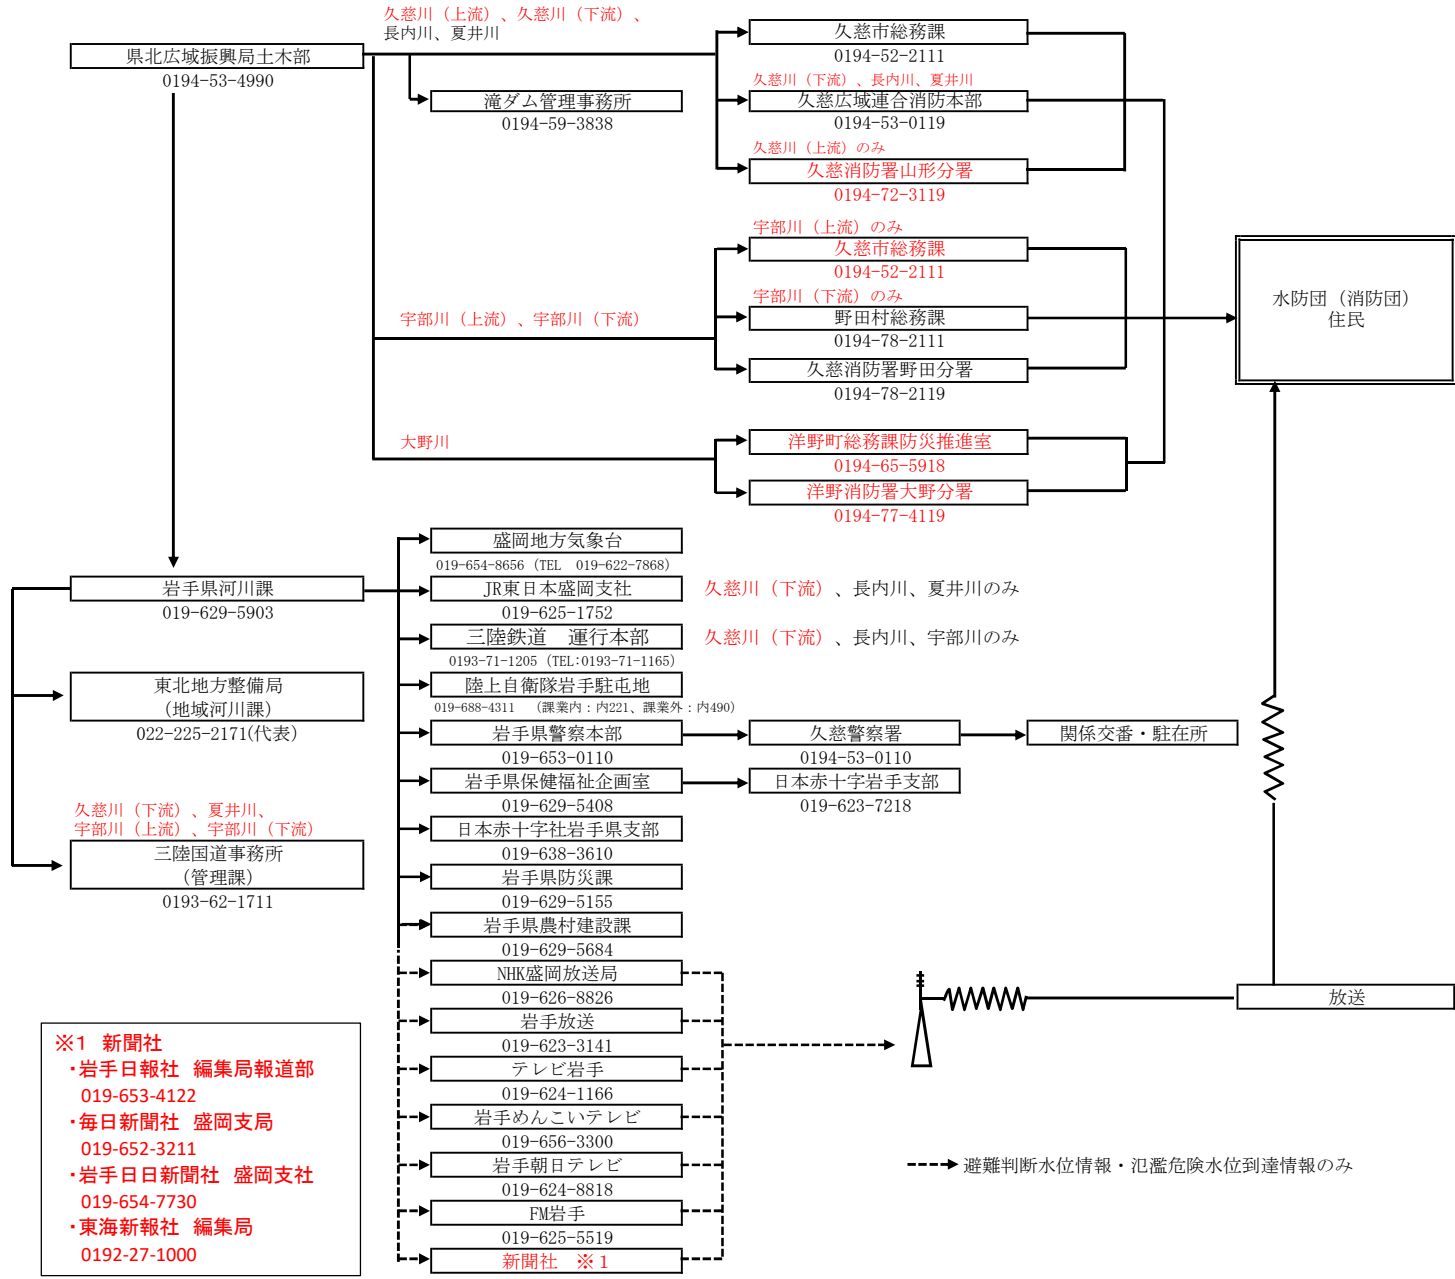 久慈川（上流）、久慈川（下流）、
長内川、夏井川
県北広域振興局土木部
0194-53-4990
滝ダム管理事務所
0194-59-3838
久慈市総務課
0194-52-2111
久慈川（下流）、長内川、夏井川
久慈広域連合消防本部
0194-53-0119
久慈川（上流）のみ
久慈消防署山形分署
0194-72-3119
宇部川（上流）、宇部川（下流）
宇部川（上流）のみ
久慈市総務課
0194-52-2111
宇部川（下流）のみ
野田村総務課
0194-78-2111
久慈消防署野田分署
0194-78-2119
水防団（消防団）
住民
大野川
洋野町総務課防災推進室
0194-65-5918
洋野消防署大野分署
0194-77-4119
岩手県河川課
019-629-5903
東北地方整備局
（地域河川課）
022-225-2171(代表)
久慈川（下流）、夏井川、
宇部川（上流）、宇部川（下流）
三陸国道事務所
（管理課）
0193-62-1711
盛岡地方気象台
019-654-8656（TEL　019-622-7868）
JR東日本盛岡支社
019-625-1752
久慈川（下流）、長内川、夏井川のみ
三陸鉄道　運行本部
0193-71-1205（TEL:0193-71-1165）
久慈川（下流）、長内川、宇部川のみ
陸上自衛隊岩手駐屯地
019-688-4311　（課業内：内221、課業外：内490）
岩手県警察本部
019-653-0110
久慈警察署
0194-53-0110
関係交番・駐在所
岩手県保健福祉企画室
019-629-5408
日本赤十字岩手支部
019-623-7218
日本赤十字社岩手県支部
019-638-3610
岩手県防災課
019-629-5155
岩手県農村建設課
019-629-5684
NHK盛岡放送局
019-626-8826
岩手放送
019-623-3141
テレビ岩手
019-624-1166
岩手めんこいテレビ
019-656-3300
岩手朝日テレビ
019-624-8818
FM岩手
019-625-5519
新聞社　※１
放送
避難判断水位情報・氾濫危険水位到達情報のみ
※1　新聞社
・岩手日報社　編集局報道部
019-653-4122
・毎日新聞社　盛岡支局
019-652-3211
・岩手日日新聞社　盛岡支社
019-654-7730
・東海新報社　編集局
0192-27-1000